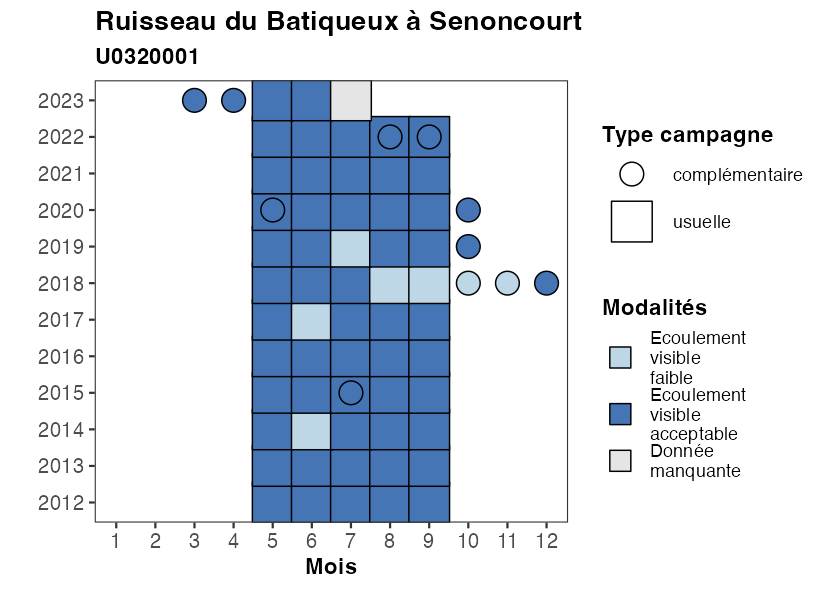 Ruisseau du Batiqueux à Senoncourt
U0320001
2023
2022
2021
2020
2019
2018
2017
2016
2015
2014
2013
2012
1 2 3 4 5 6 7 8 9 10 11 12
Mois
Type campagne
complémentaire
usuelle
Modalités
Ecoulement
visible
faible
Ecoulement
visible
acceptable
Donnée
manquante